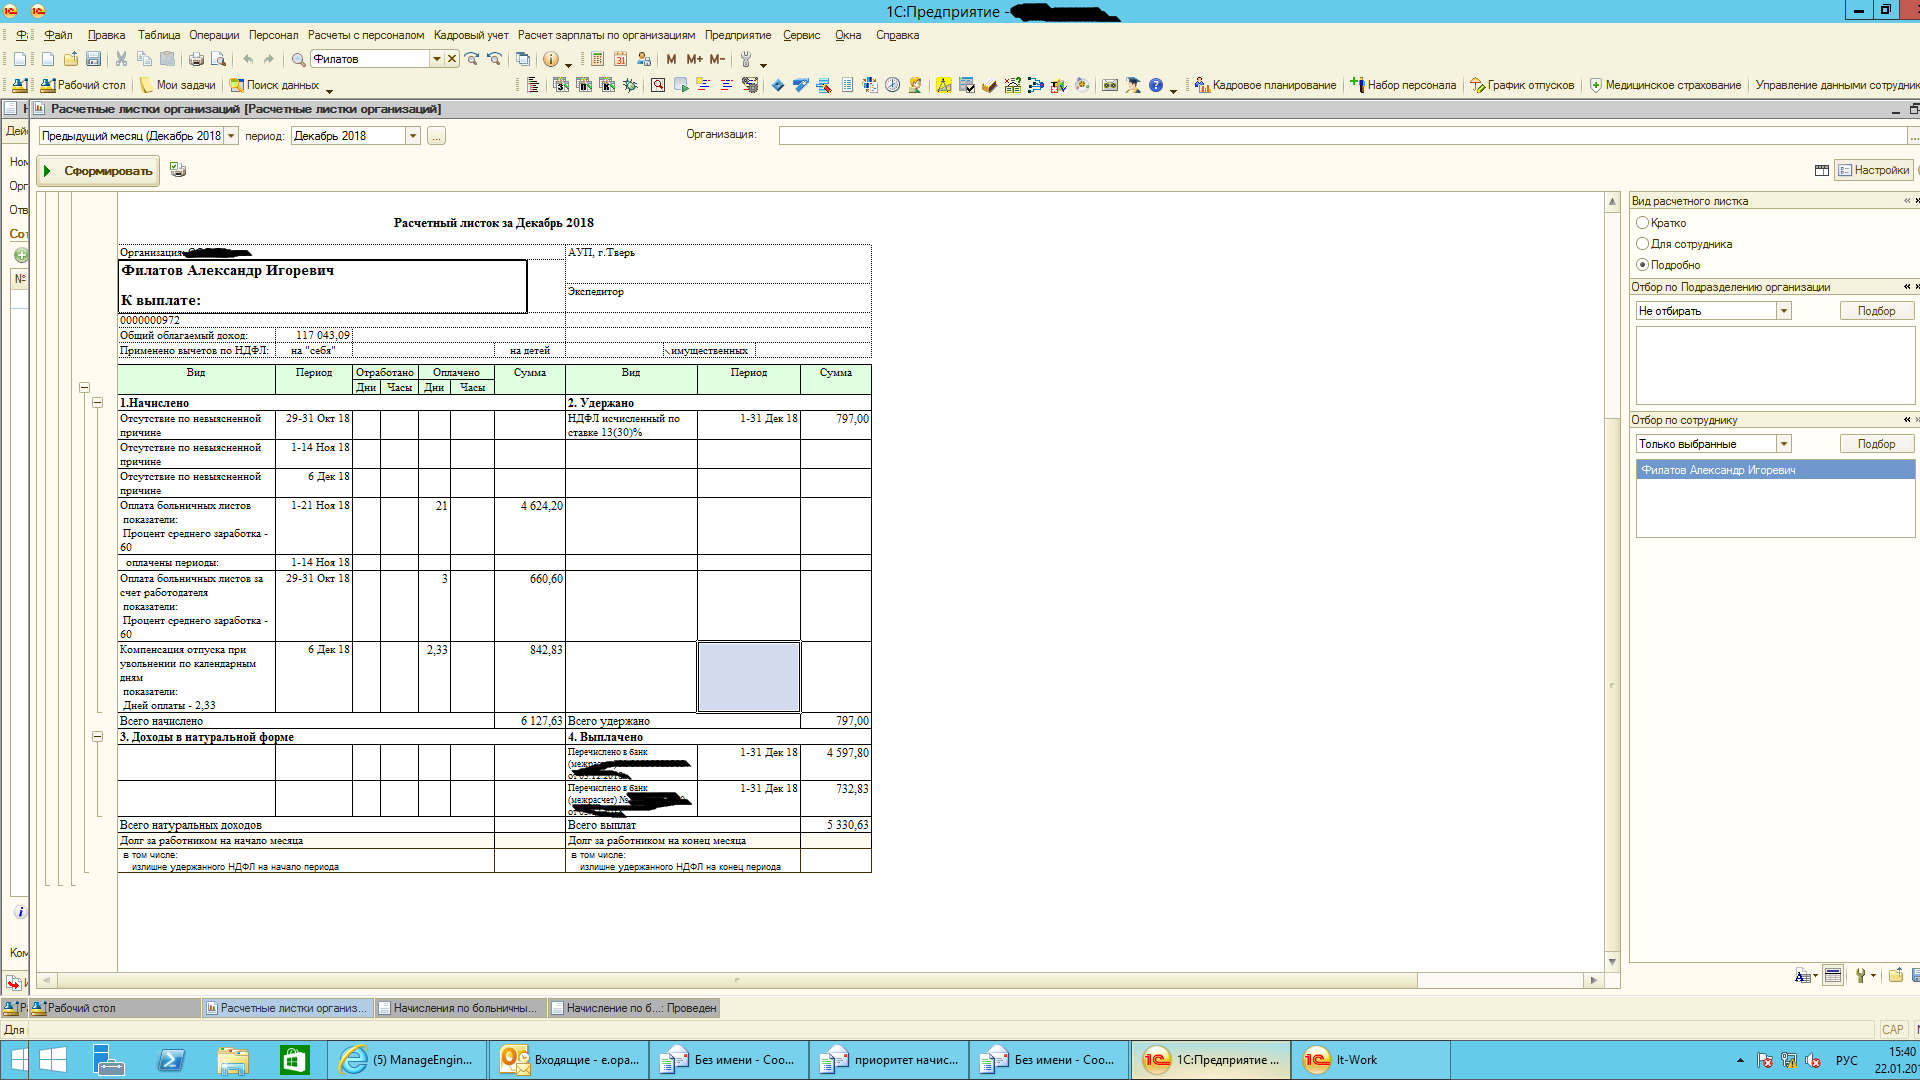 1С:Предприятие -
Ф: Файл Правка Таблица Операции Персонал Расчеты с персоналом Кадровый учет Расчет зарплаты по организациям Предприятие Сервис Окна Справка
Филатов M M+ M-
Рабочий стол Мои задачи Поиск данных Кадровое планирование Набор персонала График отпусков Медицинское страхование Управление данными сотрудник
Расчетные листки организаций [Расчетные листки организаций]
Предыдущий месяц (Декабрь 2018 период: Декабрь 2018 ... Организация: ...
Сформировать Настройки
Расчетный листок за Декабрь 2018
Организация: АУП, г.Тверь
Филатов Александр Игоревич
Экспедитор
К выплате:
0000000972
Общий облагаемый доход: 117 043,09
Применено вычетов по НДФЛ: на "себя" на детей имущественных
Вид Период Отработано Оплачено Сумма Вид Период Сумма
Дни Часы Дни Часы
1.Начислено 2. Удержано
Отсутствие по невыясненной 29-31 Окт 18 НДФЛ исчисленный по 1-31 Дек 18 797,00
причине ставке 13(30)%
Отсутствие по невыясненной 1-14 Ноя 18
причине
Отсутствие по невыясненной 6 Дек 18
причине
Оплата больничных листов 1-21 Ноя 18 21 4 624,20
показатели:
Процент среднего заработка -
60
оплачены периоды: 1-14 Ноя 18
Оплата больничных листов за 29-31 Окт 18 3 660,60
счет работодателя
показатели:
Процент среднего заработка -
60
Компенсация отпуска при 6 Дек 18 2,33 842,83
увольнении по календарным
дням
показатели:
Дней оплаты - 2,33
Всего начислено 6 127,63 Всего удержано 797,00
3. Доходы в натуральной форме 4. Выплачено
Перечислено в банк 1-31 Дек 18 4 597,80
Перечислено в банк 1-31 Дек 18 732,83
(межрасчет) №
Всего натуральных доходов Всего выплат 5 330,63
Долг за работником на начало месяца Долг за работником на конец месяца
в том числе: в том числе:
излишне удержанного НДФЛ на начало периода излишне удержанного НДФЛ на конец периода
Вид расчетного листка
Кратко
Для сотрудника
Подробно
Отбор по Подразделению организации
Не отбирать Подбор
Отбор по сотруднику
Только выбранные Подбор
Филатов Александр Игоревич
Дей
Ном
Орг
Отв
Сот
№
Ком
Рабочий стол Расчетные листки организ... Начисления по больничны... Начисление по б...: Проведен
Для CAP
(5) ManageEngin... Входящие - е.ора... Без имени - Соо... приоритет начис... Без имени - Соо... 1С:Предприятие ... It-Work РУС 15:40
22.01.20